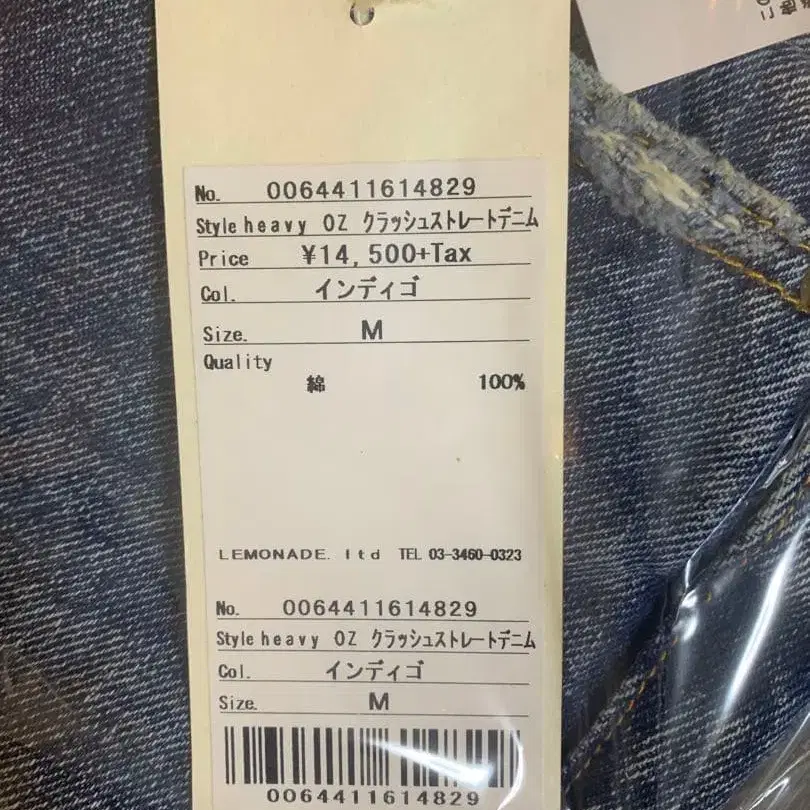 No. 0064411614829
Style heavy OZ クラッシュストレートデニム
Price ¥14,500+Tax
Col. インディゴ
Size. M
Quality
綿 100%
LEMONADE. ltd TEL 03-3460-0323
No. 0064411614829
Style heavy OZ クラッシュストレートデニム
Col. インディゴ
Size. M
0064411614829